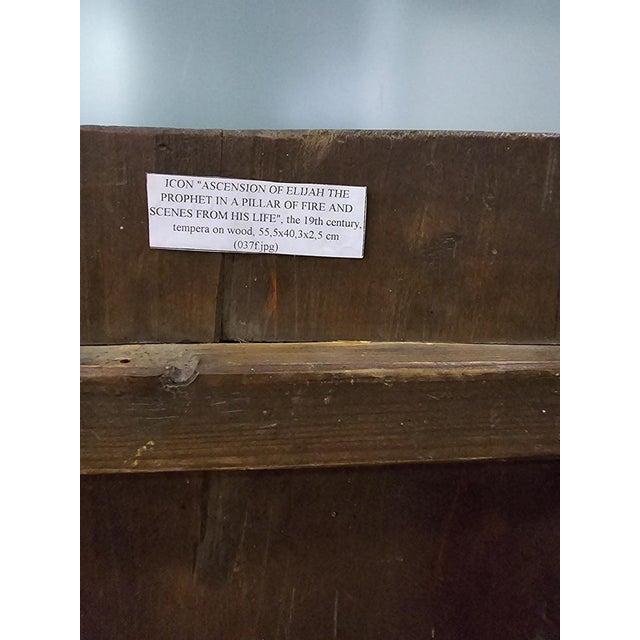 ICON "ASCENSION OF ELIJAH THE
PROPHET IN A PILLAR OF FIRE AND
SCENES FROM HIS LIFE", the 19th century,
tempera on wood, 55,5x40,3x2,5 cm
(037f.jpg)